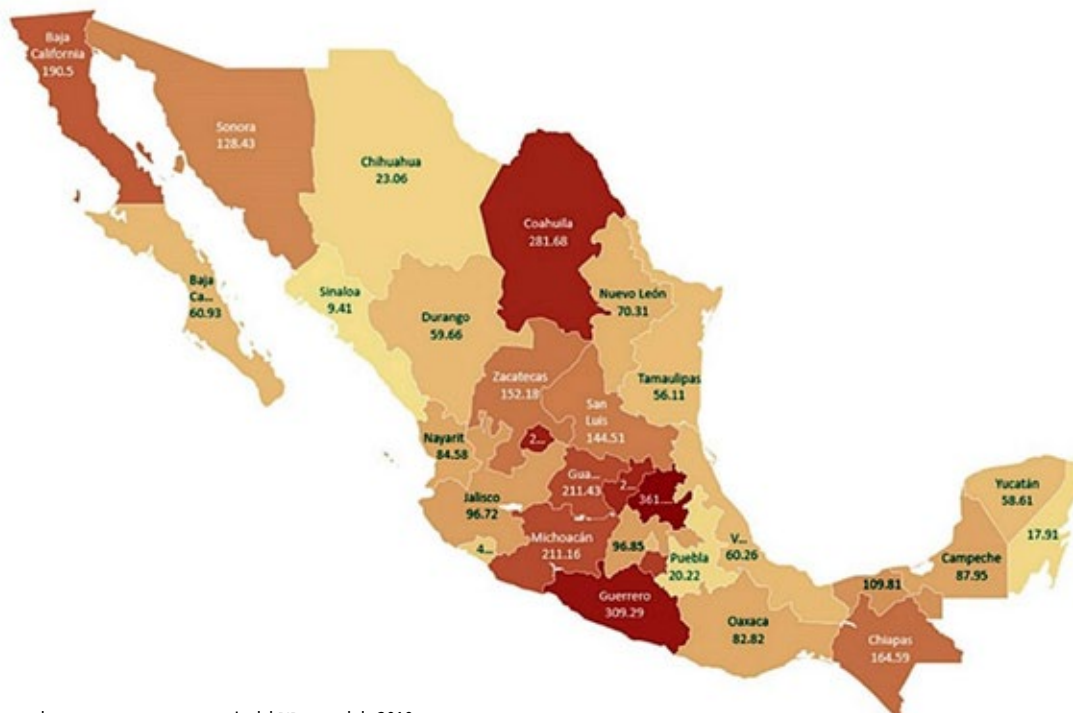 Baja
California
190.5
Sonora
128.43
Chihuahua
23.06
Coahuila
281.68
Baja
Ca...
60.93
Sinaloa
9.41
Durango
59.66
Nuevo León
70.31
Zacatecas
152.18
Tamaulipas
56.11
San
Luis
144.51
Nayarit
84.58
2...
Gua...
211.43
2...
361....
Jalisco
96.72
Michoacán
211.16
4...
96.85
Puebla
20.22
V...
60.26
Guerrero
309.29
Oaxaca
82.82
Yucatán
58.61
17.91
Campeche
87.95
109.81
Chiapas
164.59
2019